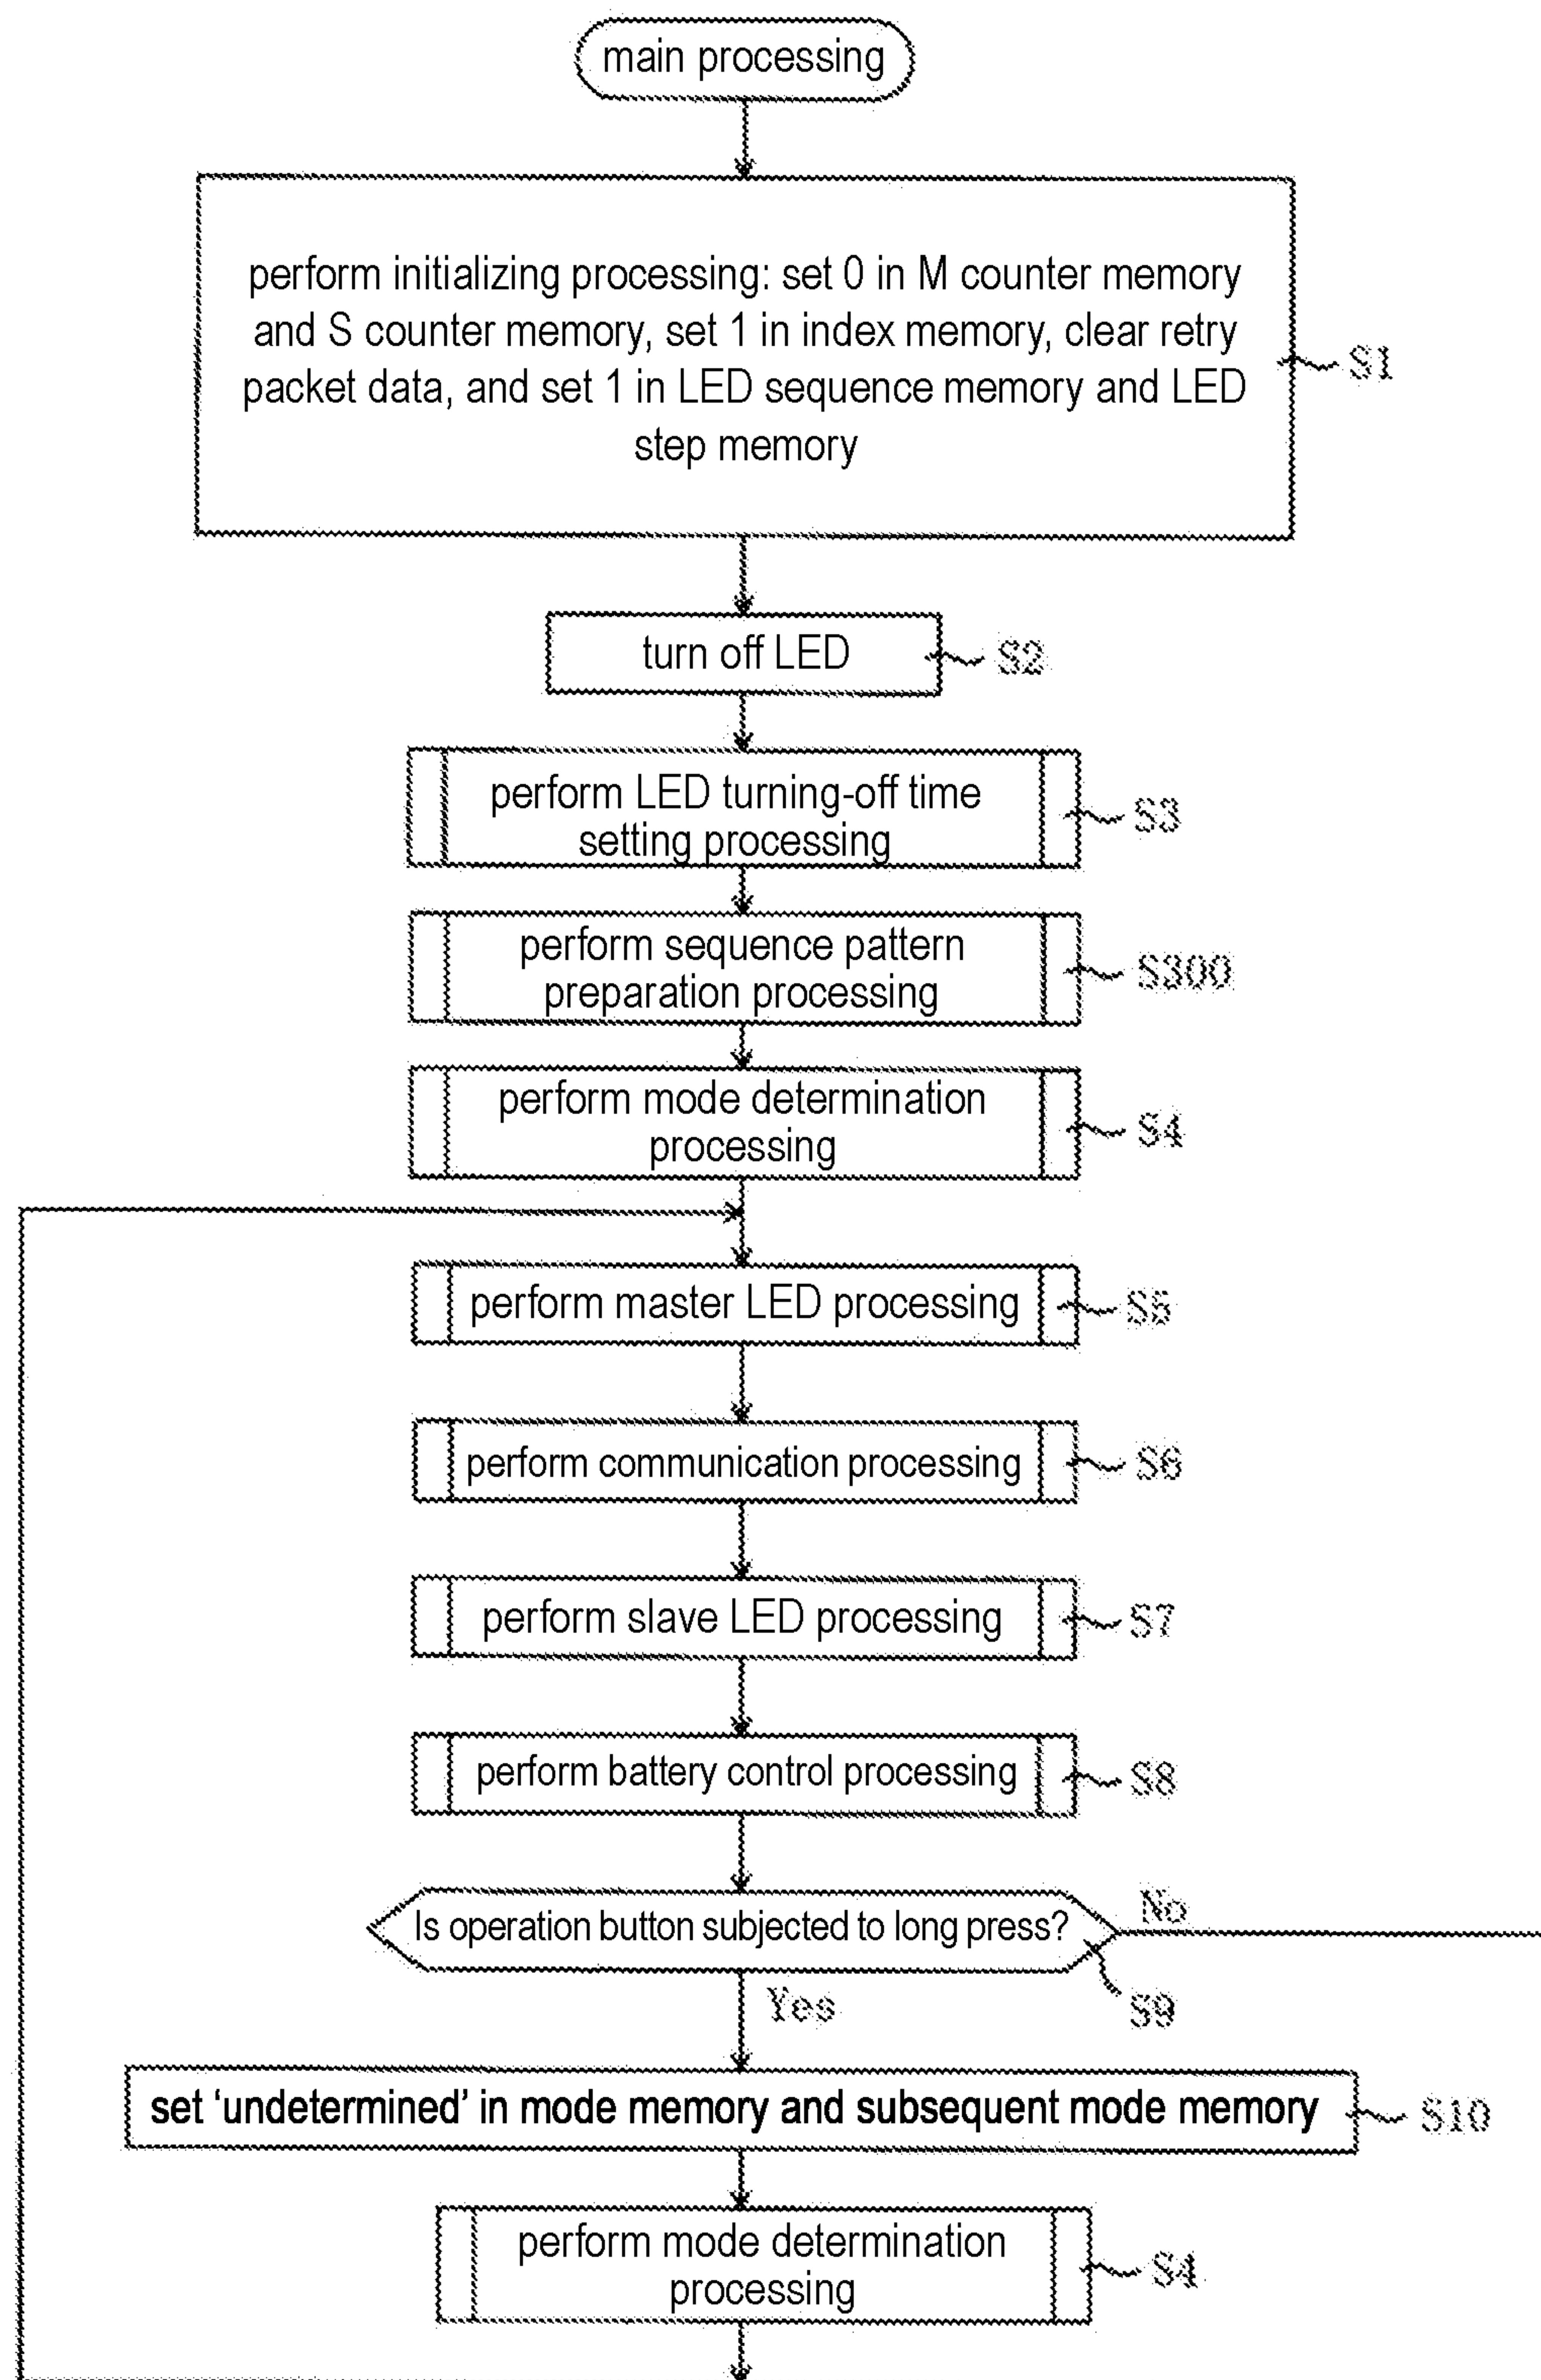 main processing
perform initializing processing: set 0 in M counter memory
and S counter memory, set 1 in index memory, clear retry
packet data, and set 1 in LED sequence memory and LED
step memory
S1
turn off LED
S2
perform LED turning-off time
setting processing
S3
perform sequence pattern
preparation processing
S300
perform mode determination
processing
S4
perform master LED processing
S5
perform communication processing
S6
perform slave LED processing
S7
perform battery control processing
S8
Is operation button subjected to long press?
No
S9
Yes
set ‘undetermined’ in mode memory and subsequent mode memory
S10
perform mode determination
processing
S4